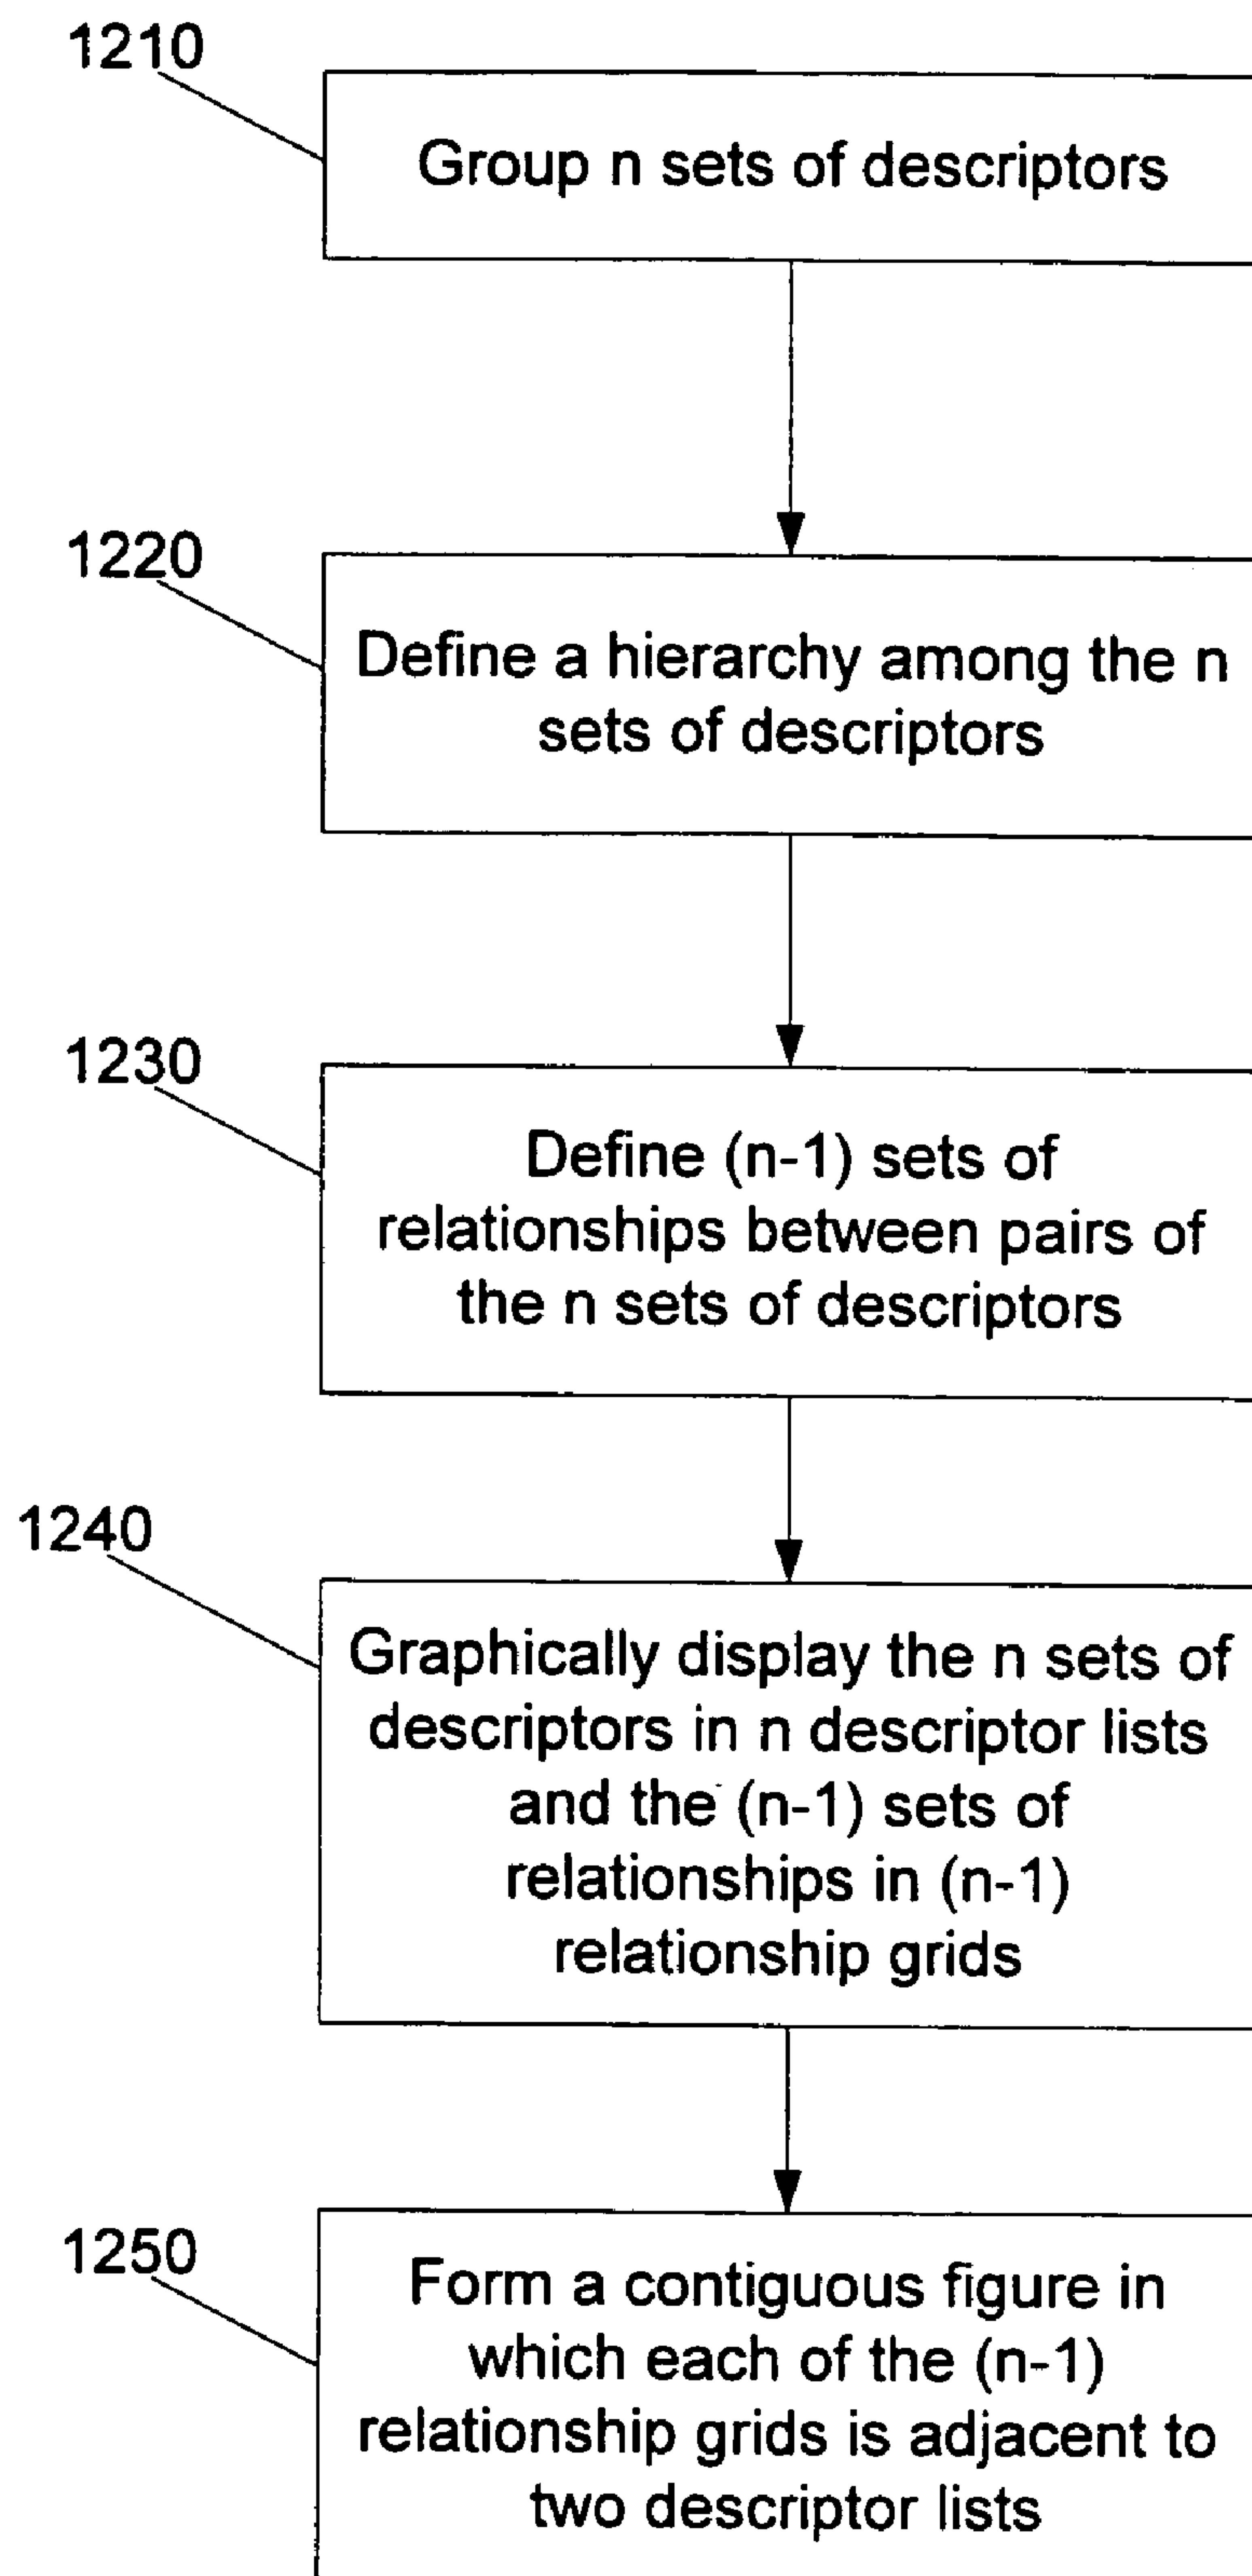 1210
Group n sets of descriptors
1220
Define a hierarchy among the n
sets of descriptors
1230
Define (n-1) sets of
relationships between pairs of
the n sets of descriptors
1240
Graphically display the n sets of
descriptors in n descriptor lists
and the (n-1) sets of
relationships in (n-1)
relationship grids
1250
Form a contiguous figure in
which each of the (n-1)
relationship grids is adjacent to
two descriptor lists